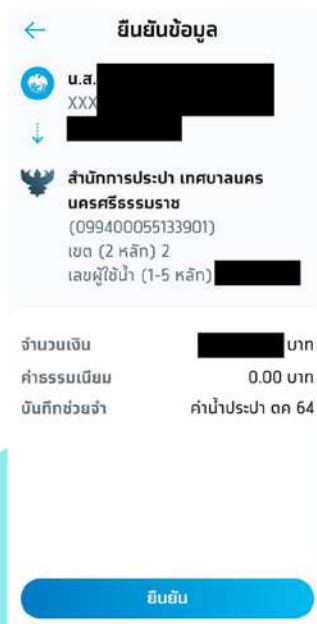 ยืนยันข้อมูล
น.ส.
XXX
สำนักการประปา เทศบาลนคร
นครศรีธรรมราช
(099400055133901)
เขต (2 หลัก) 2
เลขผู้ใช้น้ำ (1-5 หลัก)
จำนวนเงิน บาท
ค่าธรรมเนียม 0.00 บาท
บันทึกช่วยจำ ค่าน้ำประปา ตค 64
ยืนยัน